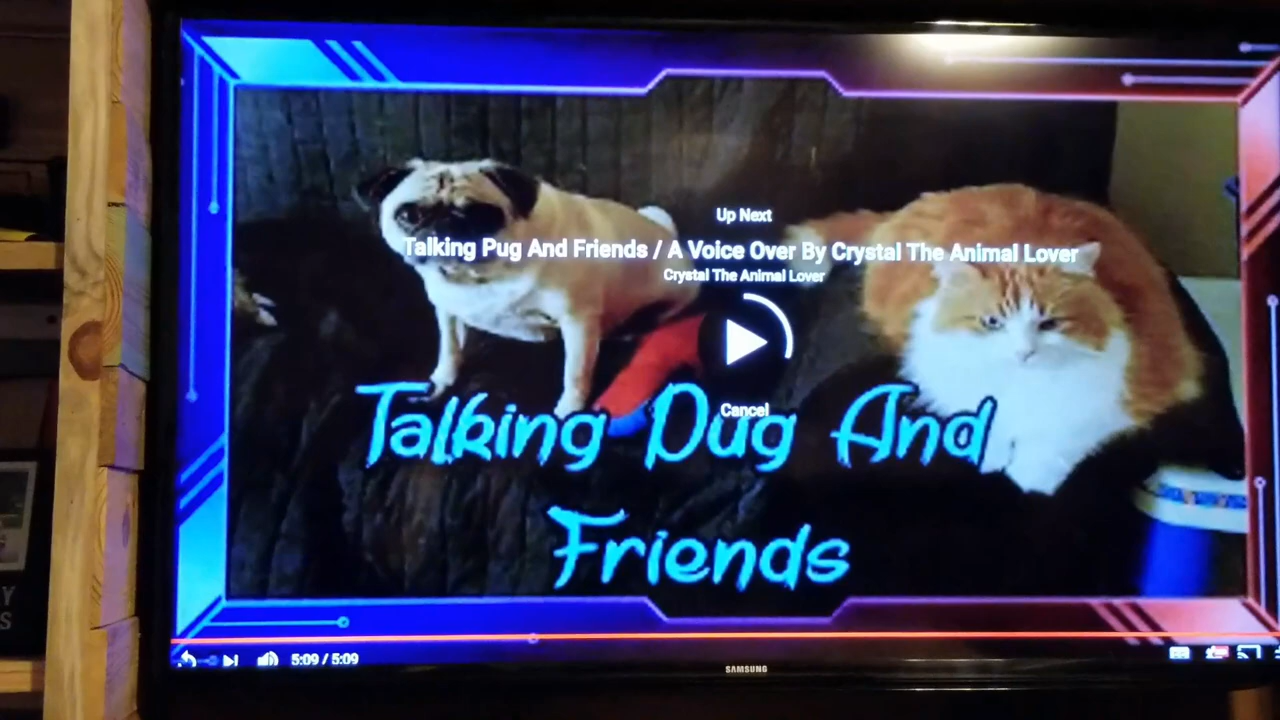 Up Next
Talking Pug And Friends / A Voice Over By Crystal The Animal Lover
Crystal The Animal Lover
Cancel
Talking Pug And
Friends
5:09 / 5:09
SAMSUNG
Y
S